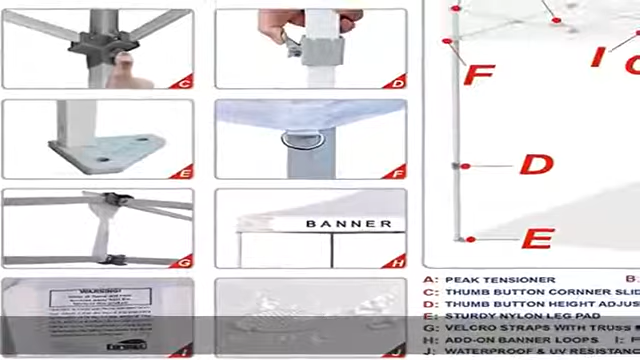 C
D
I
F
E
F
D
G
BANNER
H
E
WARNING!
A: PEAK TENSIONER B:
C: THUMB BUTTON CORNNER SLID
D: THUMB BUTTON HEIGHT ADJUS
E: STURDY NYLON LEG PAD
G: VELCRO STRAPS WITH TRUSS
H: ADD-ON BANNER LOOPS I:
J: WATERPROOF & UV RESISTANC
I
J